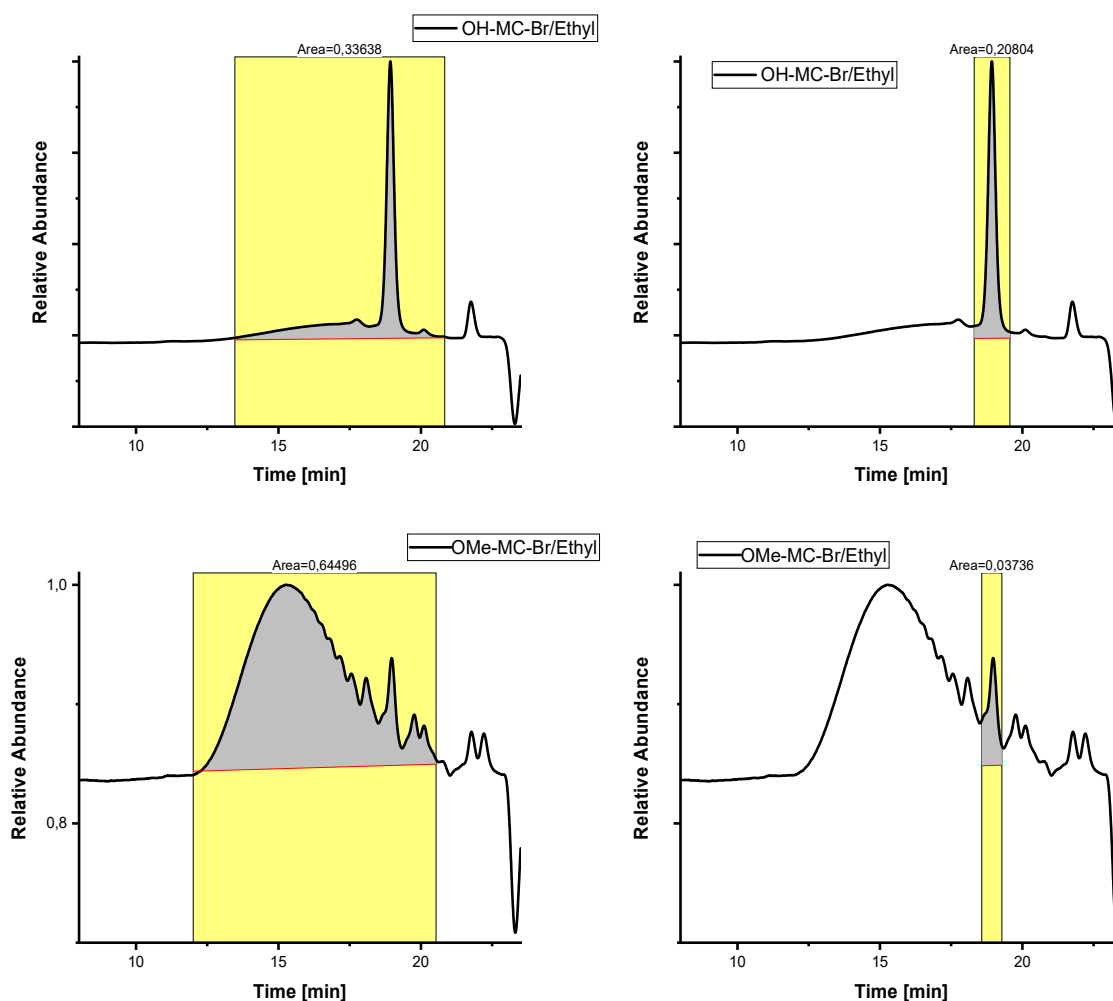 OH-MC-Br/Ethyl
Area=0,33638
Relative Abundance
10
15
20
Time [min]
OH-MC-Br/Ethyl
Area=0,20804
Relative Abundance
10
15
20
Time [min]
OMe-MC-Br/Ethyl
Area=0,64496
1,0
0,8
Relative Abundance
10
15
20
Time [min]
OMe-MC-Br/Ethyl
Area=0,03736
Relative Abundance
10
15
20
Time [min]